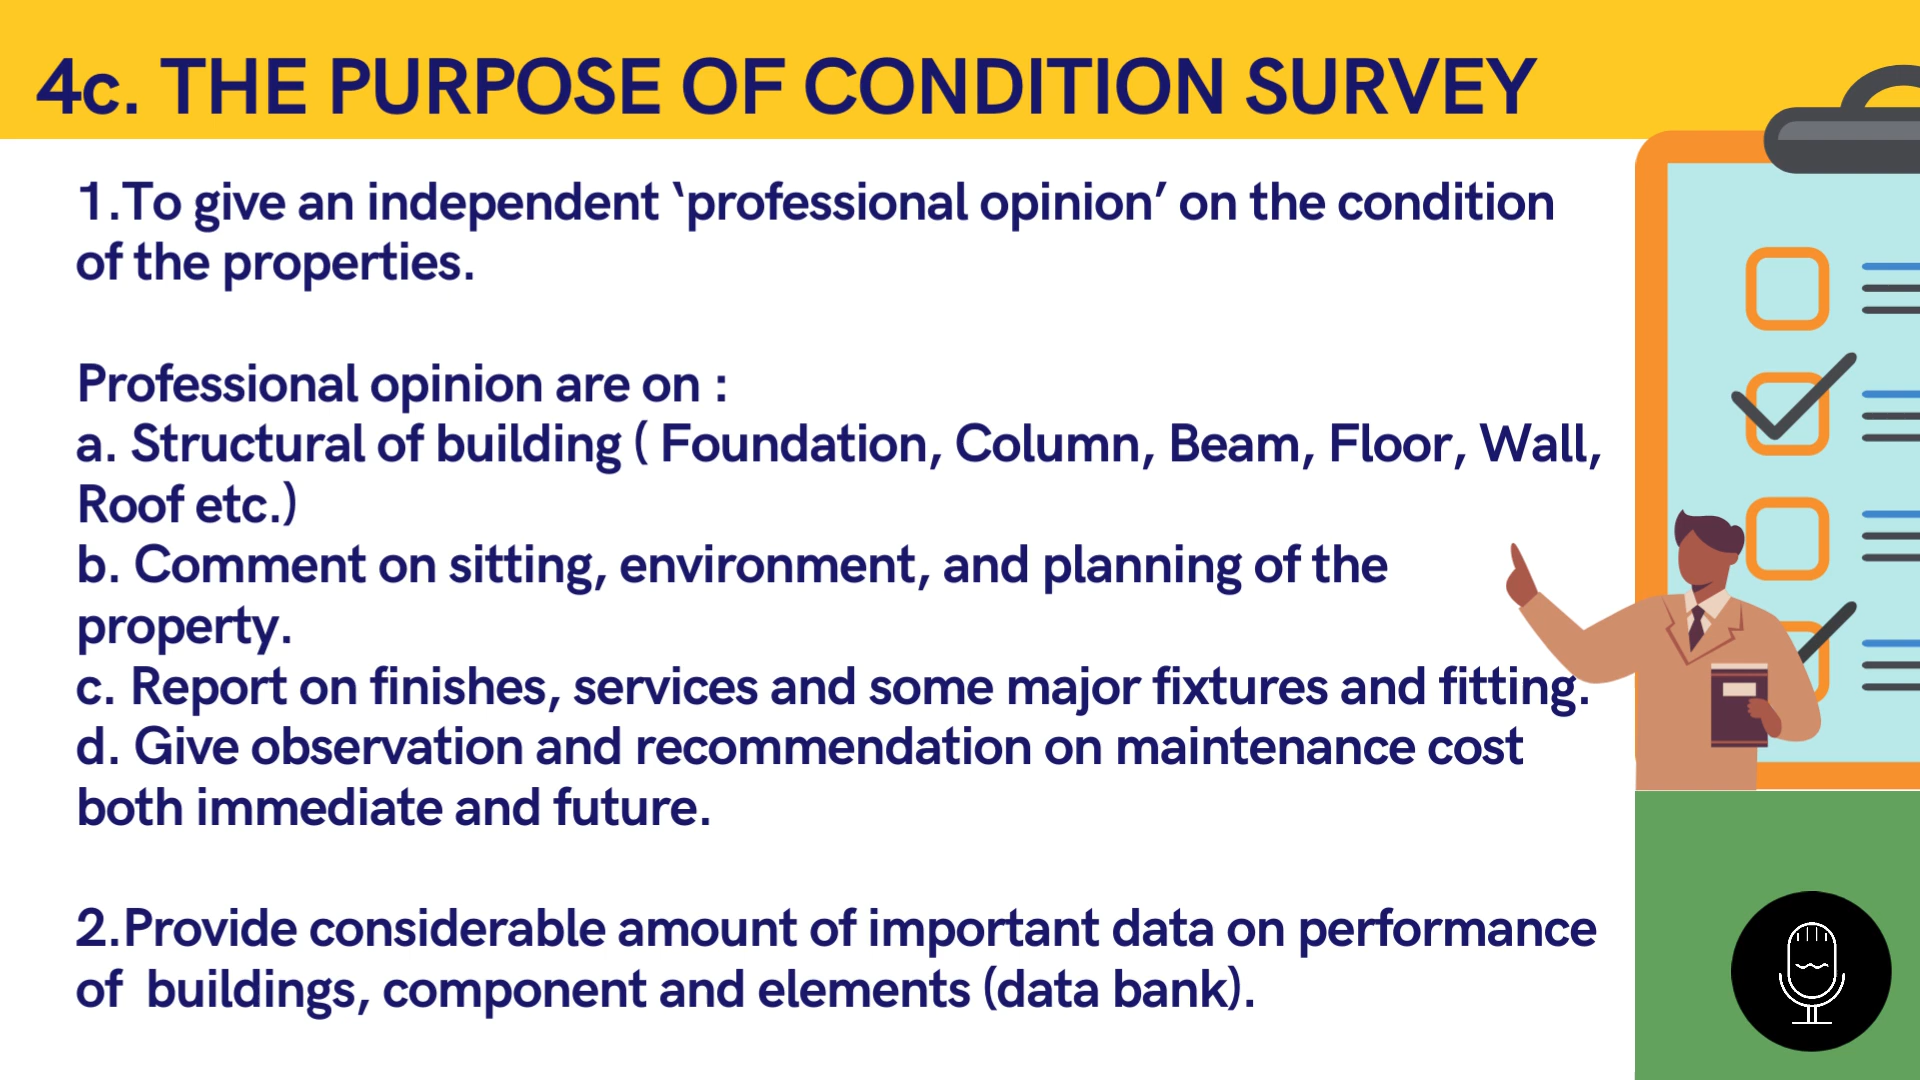 4c. THE PURPOSE OF CONDITION SURVEY
1.To give an independent ‘professional opinion’ on the condition
of the properties.
Professional opinion are on :
a. Structural of building ( Foundation, Column, Beam, Floor, Wall,
Roof etc.)
b. Comment on sitting, environment, and planning of the
property.
c. Report on finishes, services and some major fixtures and fitting.
d. Give observation and recommendation on maintenance cost
both immediate and future.
2.Provide considerable amount of important data on performance
of  buildings, component and elements (data bank).